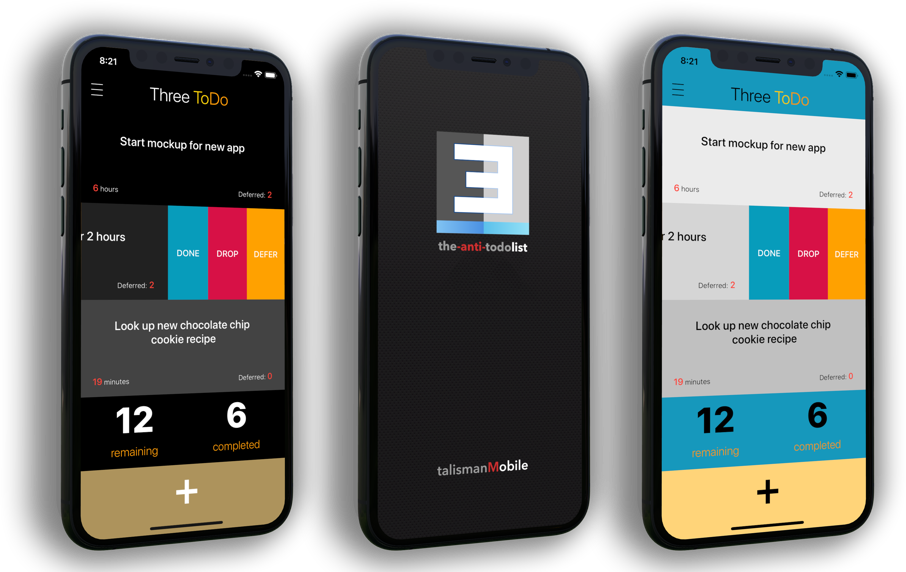 8:21
Three ToDo
Start mockup for new app
6 hours
Deferred: 2
r 2 hours
Deferred: 2
DONE
DROP
DEFER
Look up new chocolate chip
cookie recipe
19 minutes
Deferred: 0
12
6
remaining
completed
+
3
the-anti-todolist
talismanMobile
8:21
Three ToDo
Start mockup for new app
6 hours
Deferred: 2
r 2 hours
Deferred: 2
DONE
DROP
DEFER
Look up new chocolate chip
cookie recipe
19 minutes
Deferred: 0
12
6
remaining
completed
+